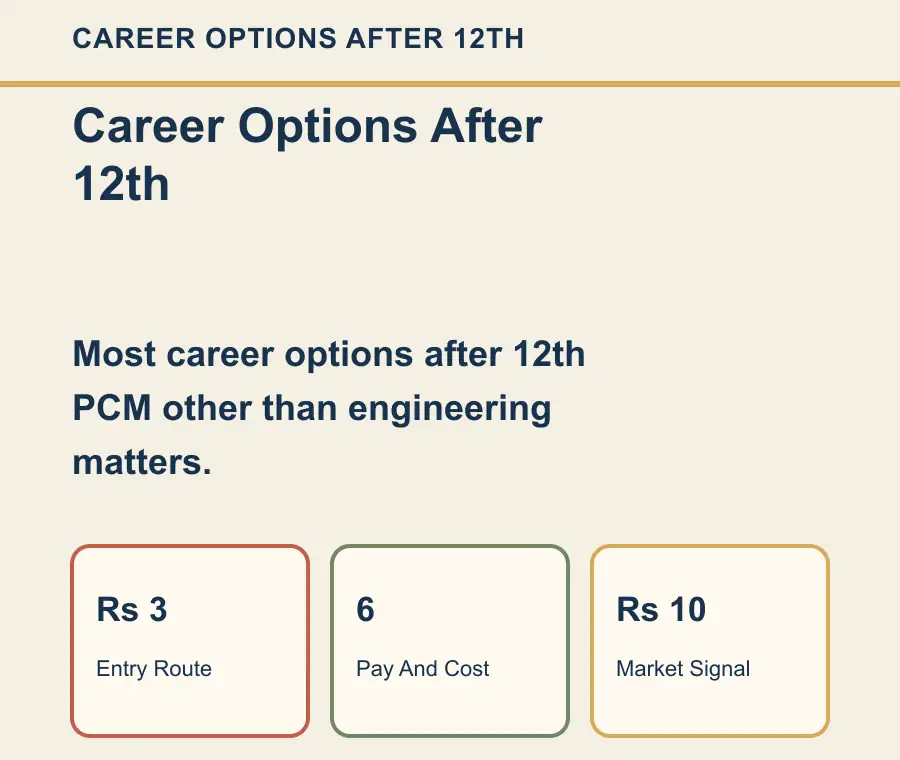 CAREER OPTIONS AFTER 12TH
Career Options After
12th
Most career options after 12th
PCM other than engineering
matters.
Rs 3
Entry Route
6
Pay And Cost
Rs 10
Market Signal